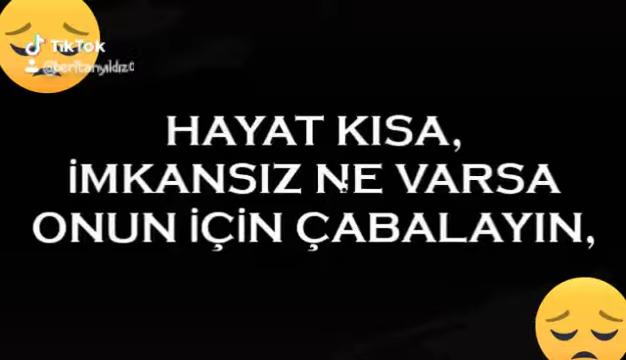 TikTok
HAYAT KISA,
İMKANSIZ NE VARSA
ONUN İÇİN ÇABALAYIN,